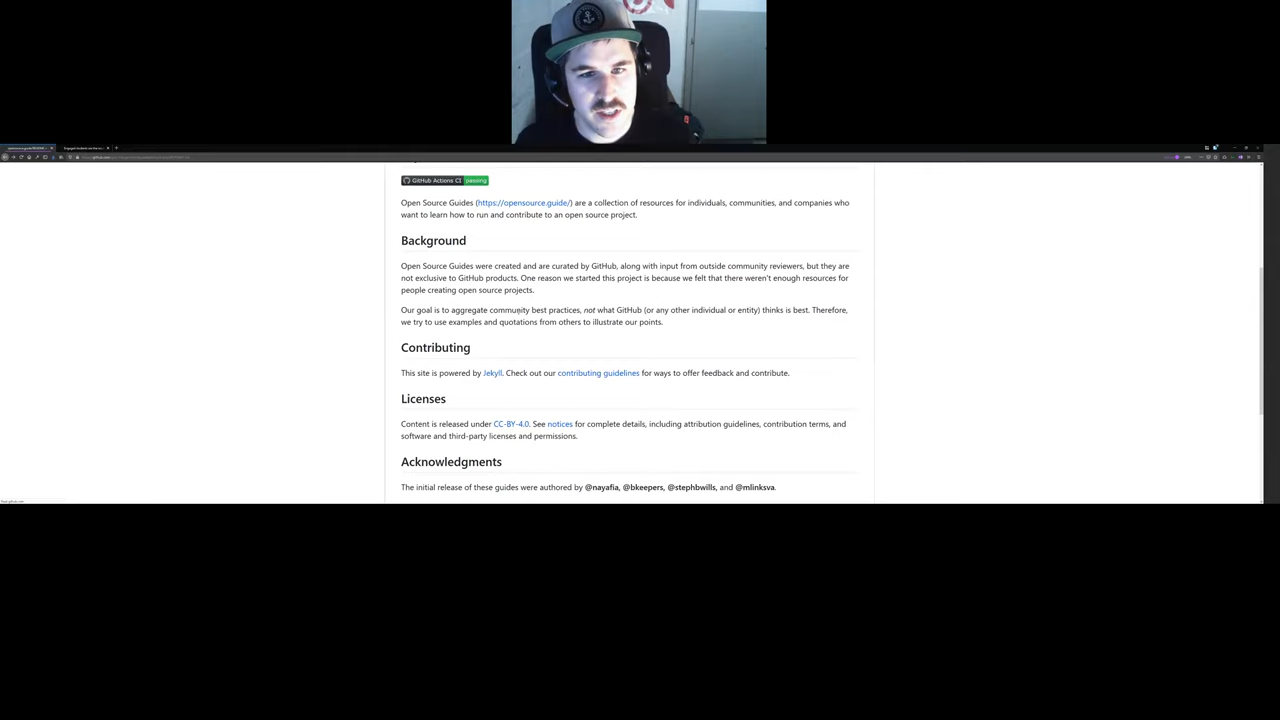 GitHub Actions CI passing
Open Source Guides (https://opensource.guide/) are a collection of resources for individuals, communities, and companies who
want to learn how to run and contribute to an open source project.
Background
Open Source Guides were created and are curated by GitHub, along with input from outside community reviewers, but they are
not exclusive to GitHub products. One reason we started this project is because we felt that there weren't enough resources for
people creating open source projects.
Our goal is to aggregate community best practices, not what GitHub (or any other individual or entity) thinks is best. Therefore,
we try to use examples and quotations from others to illustrate our points.
Contributing
This site is powered by Jekyll. Check out our contributing guidelines for ways to offer feedback and contribute.
Licenses
Content is released under CC-BY-4.0. See notices for complete details, including attribution guidelines, contribution terms, and
software and third-party licenses and permissions.
Acknowledgments
The initial release of these guides were authored by @nayafia, @bkeepers, @stephbwills, and @mlinksva.